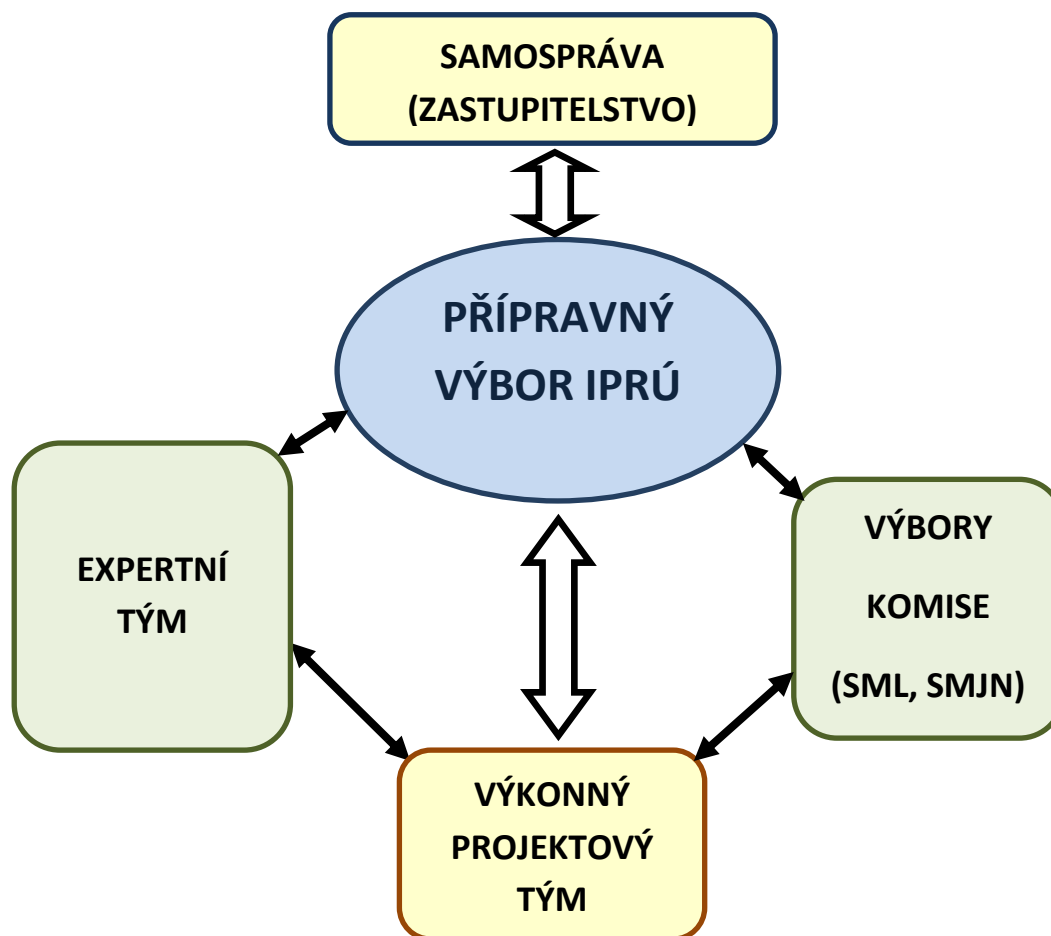 SAMOSPRÁVA
(ZASTUPITELSTVO)
PŘÍPRAVNÝ
VÝBOR IPRÚ
EXPERTNÍ
TÝM
VÝBORY
KOMISE
(SML, SMJN)
VÝKONNÝ
PROJEKTOVÝ
TÝM